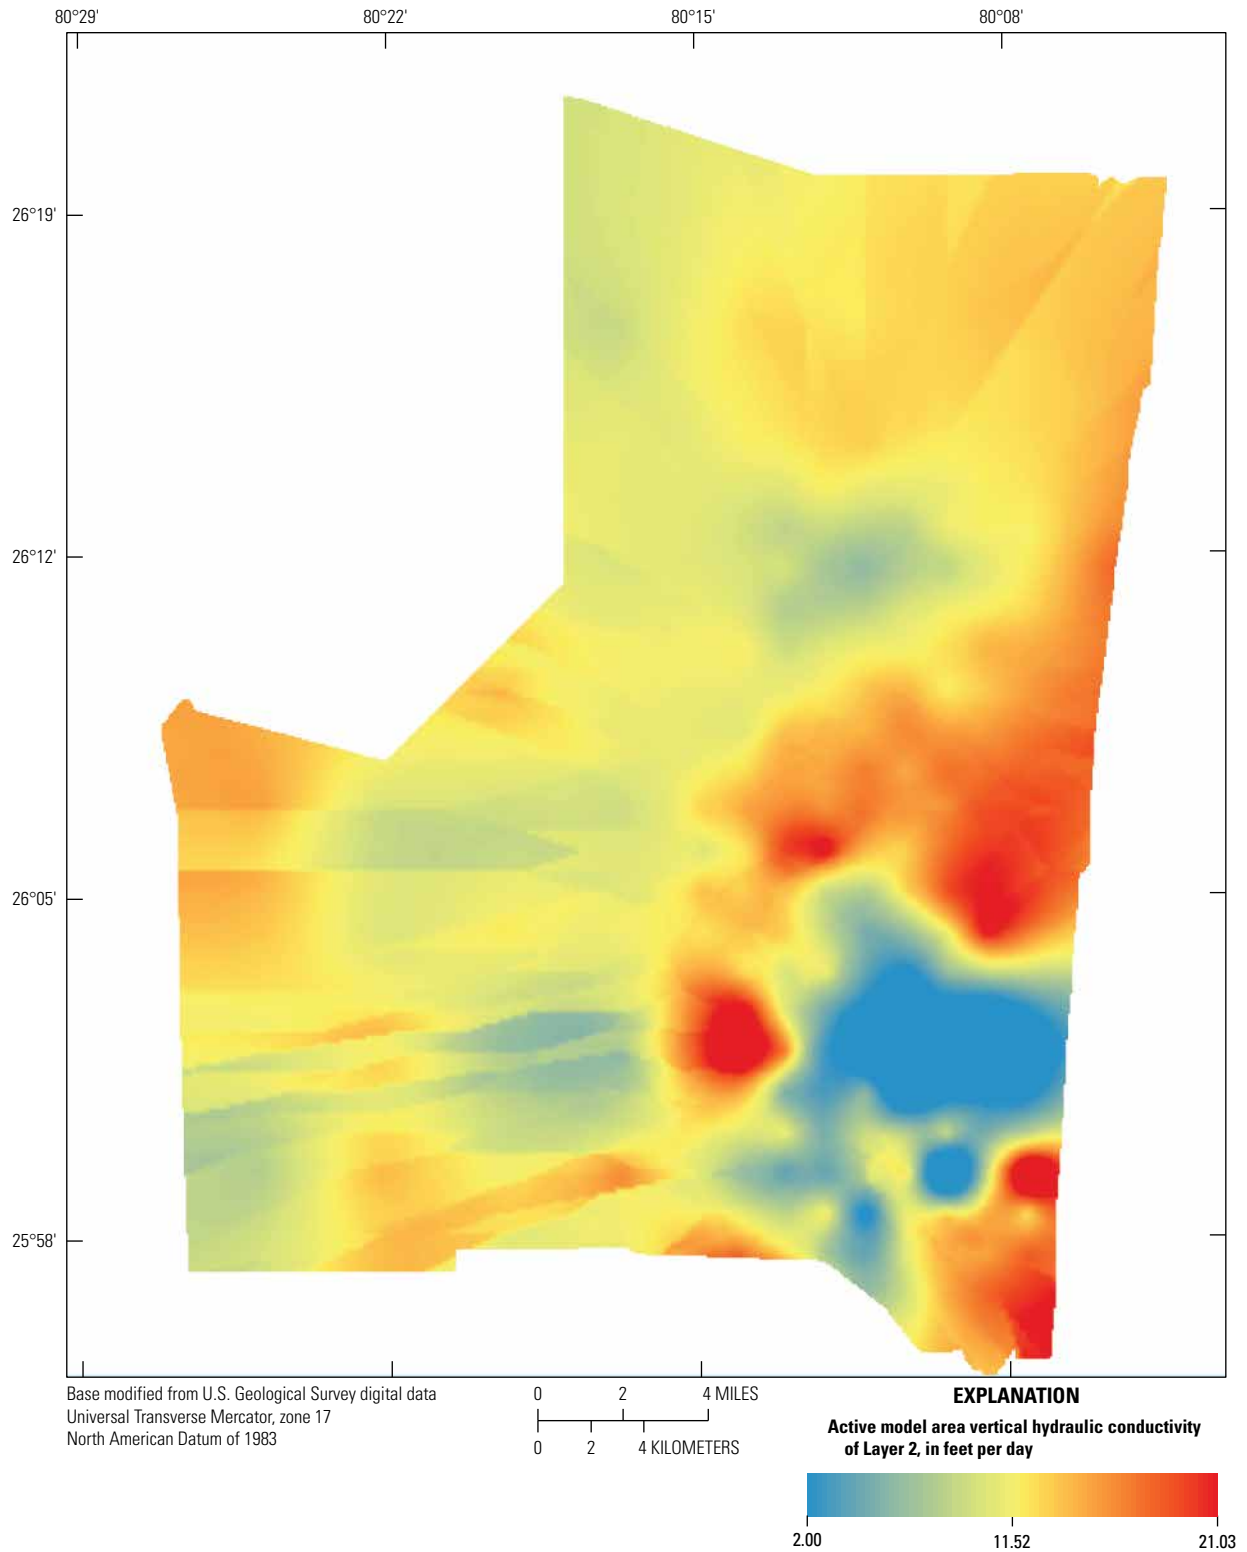 80°29' 80°22' 80°15' 80°08'
26°19'
26°12'
26°05'
25°58'
Base modified from U.S. Geological Survey digital data
Universal Transverse Mercator, zone 17
North American Datum of 1983
0 2 4 MILES
0 2 4 KILOMETERS
EXPLANATION
Active model area vertical hydraulic conductivity
of Layer 2, in feet per day
2.00 11.52 21.03